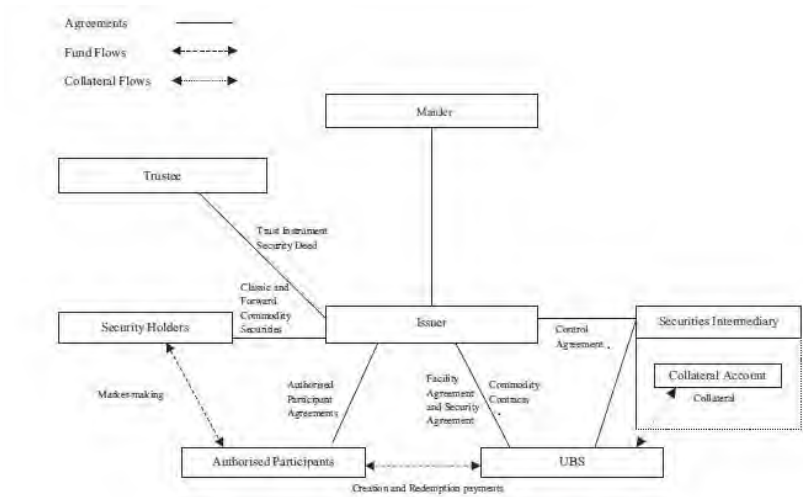 Agreements
Fund Flows
Collateral Flows
Manager
Trustee
Trust Instrument
Security Deed
Classic and
Forward
Commodity
Securities
Security Holders
Issuer
Securities Intermediary
Control
Agreement
Collateral Account
Collateral
Market-making
Authorised
Participant
Agreements
Facility
Agreement
and Security
Agreement
Commodity
Contracts
Authorised Participants
UBS
Creation and Redemption payments